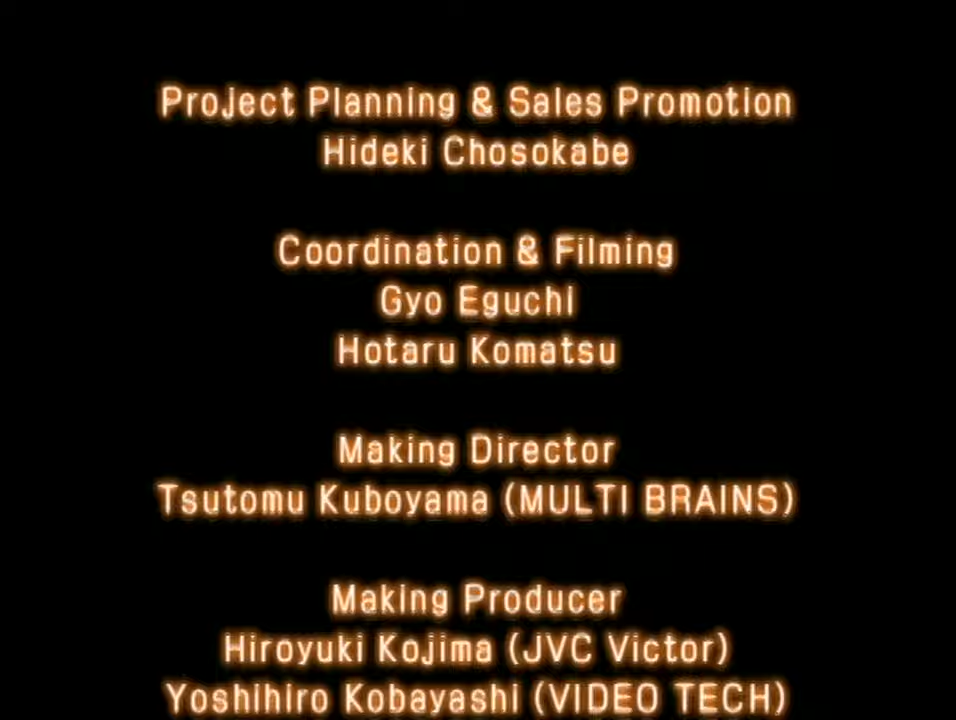 Project Planning & Sales Promotion
Hideki Chosokabe
Coordination & Filming
Gyo Eguchi
Hotaru Komatsu
Making Director
Tsutomu Kuboyama (MULTI BRAINS)
Making Producer
Hiroyuki Kojima (JVC Victor)
Yoshihiro Kobayashi (VIDEO TECH)